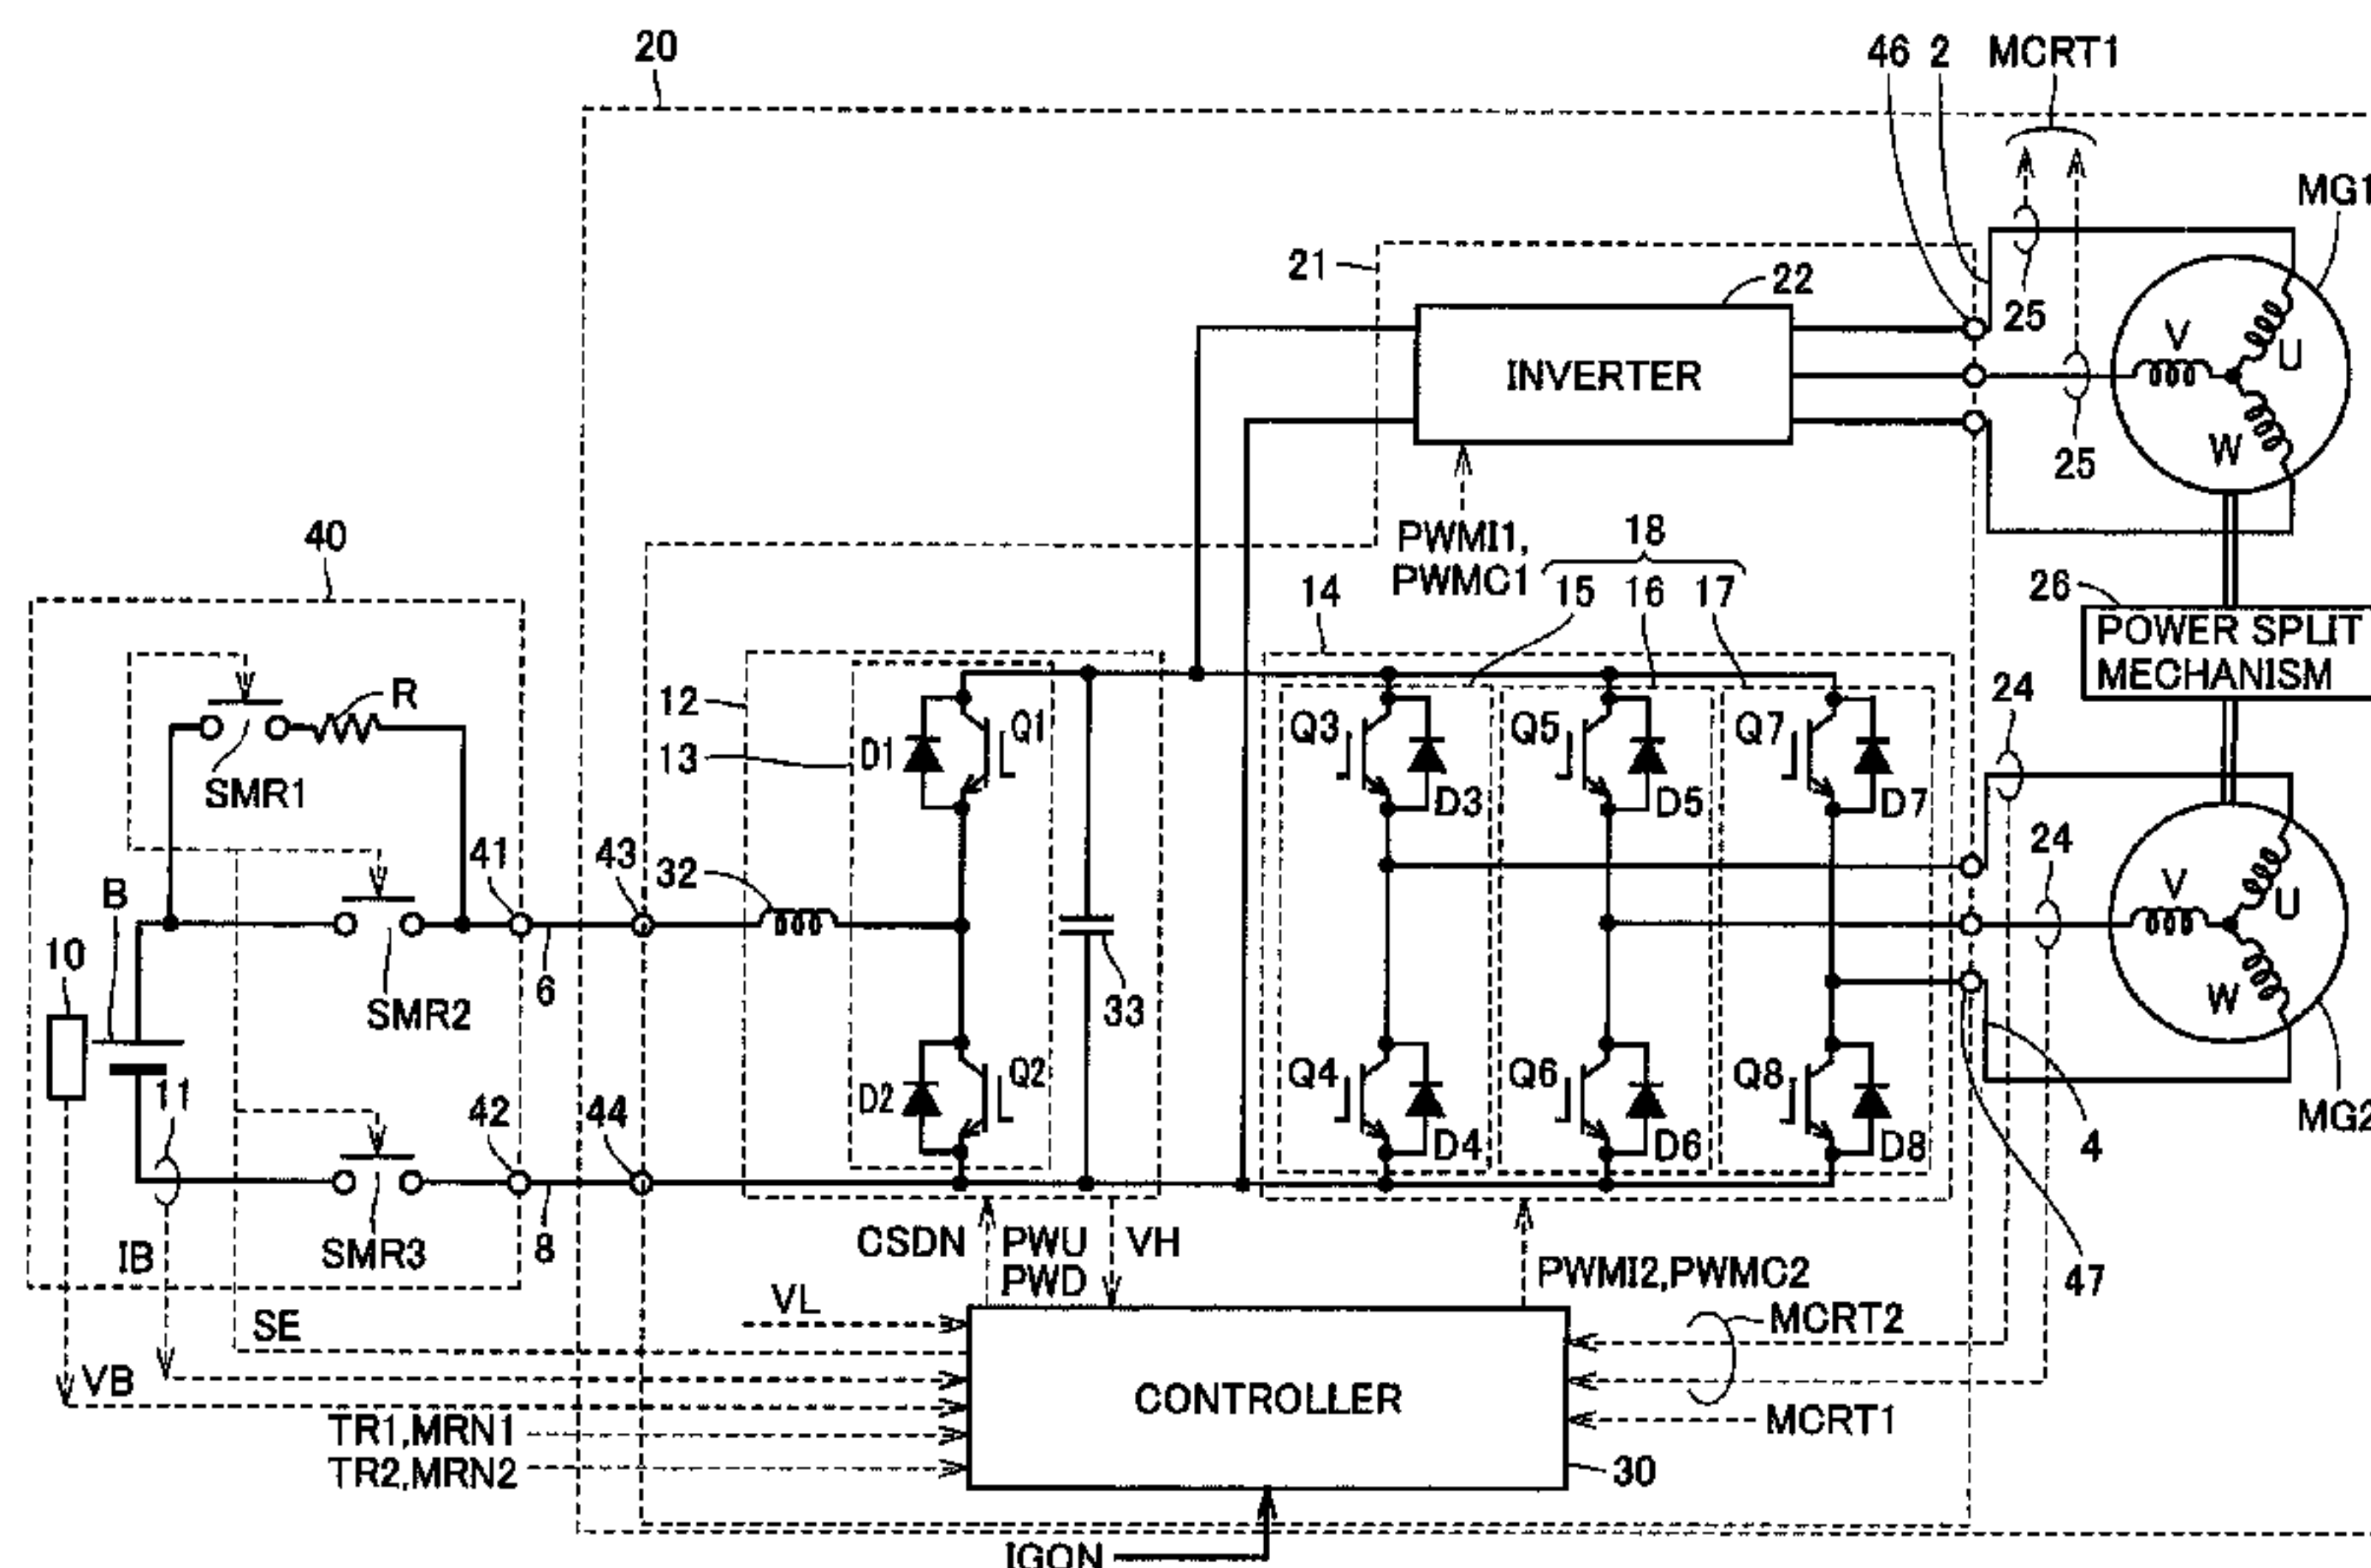 20
46 2 MCRT1
MG1
21
22
25
INVERTER
V
U
W
25
40
PWMI1,
PWMC1
18
14
15
16
17
26
POWER SPLIT
MECHANISM
R
SMR1
12
13
D1
Q1
Q3
D3
Q5
D5
Q7
D7
24
24
B
10
41
6
43
32
33
SMR2
V
U
W
11
42
44
D2
Q2
Q4
D4
Q6
D6
Q8
D8
4
MG2
IB
SMR3
8
CSDN
PWU
PWD
VH
PWMI2,PWMC2
47
SE
VL
MCRT2
VB
CONTROLLER
MCRT1
TR1,MRN1
TR2,MRN2
30
IGON